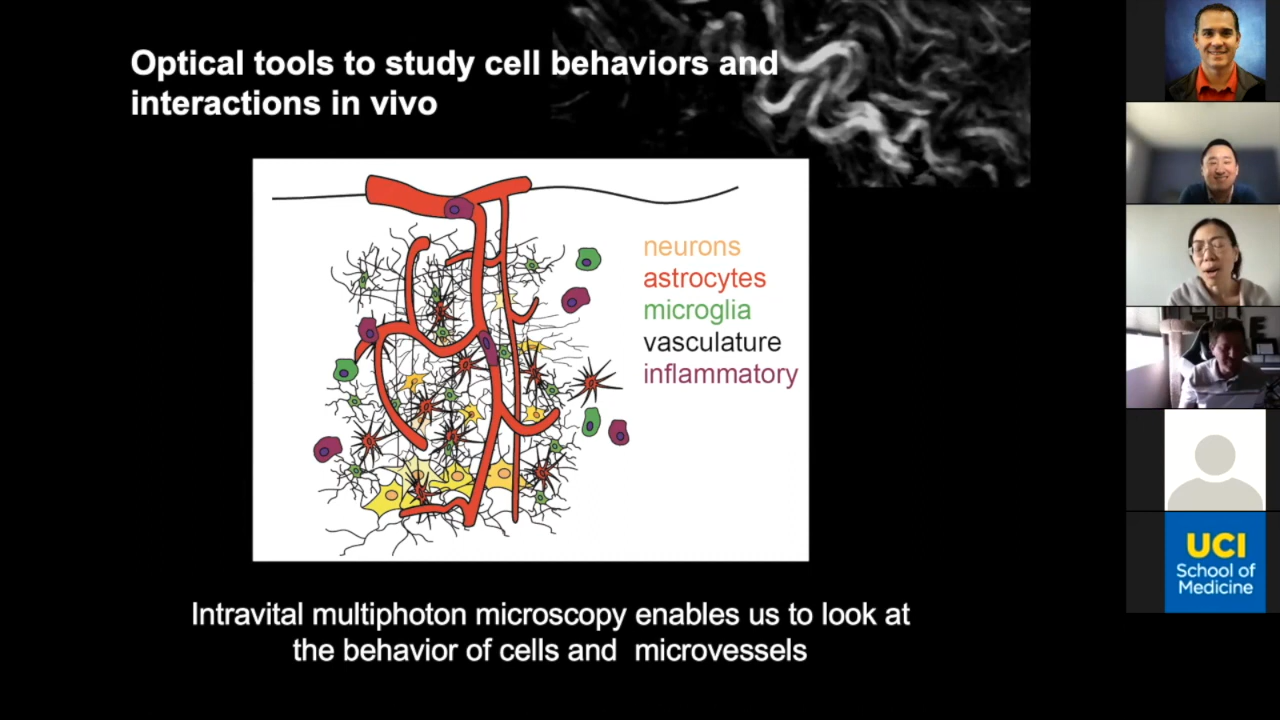 Optical tools to study cell behaviors and
interactions in vivo
neurons
astrocytes
microglia
vasculature
inflammatory
Intravital multiphoton microscopy enables us to look at
the behavior of cells and microvessels
UCI
School of
Medicine